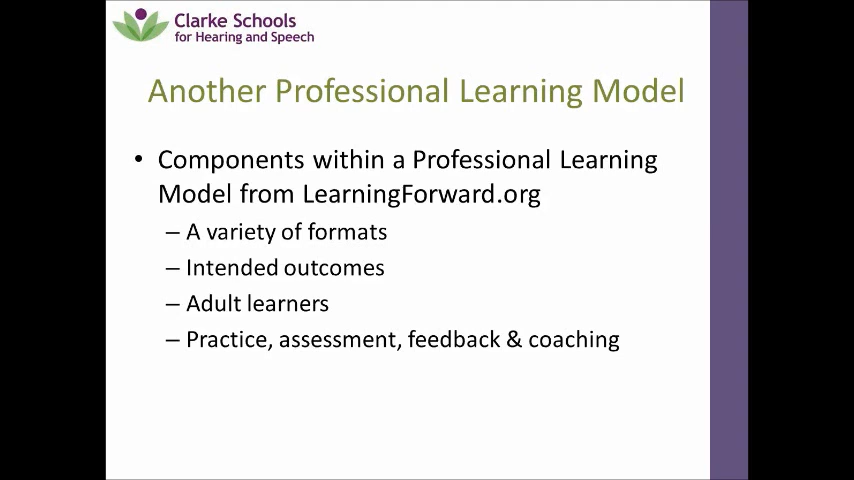 Clarke Schools
for Hearing and Speech
Another Professional Learning Model
• Components within a Professional Learning
Model from LearningForward.org
– A variety of formats
– Intended outcomes
– Adult learners
– Practice, assessment, feedback & coaching